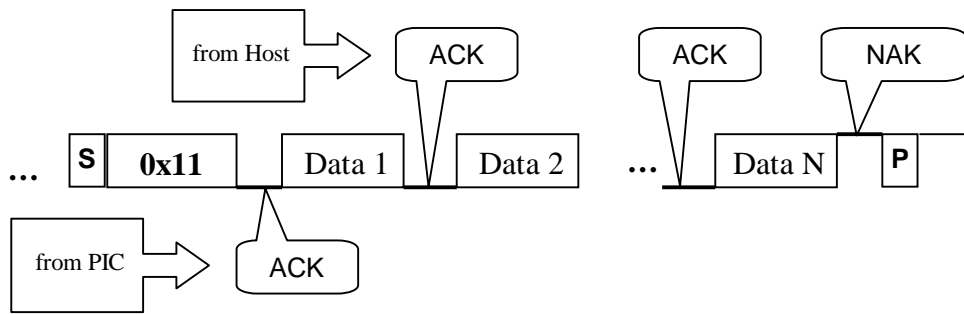 from Host
ACK
ACK
NAK
... S 0x11 Data 1 Data 2 ... Data N P
from PIC
ACK